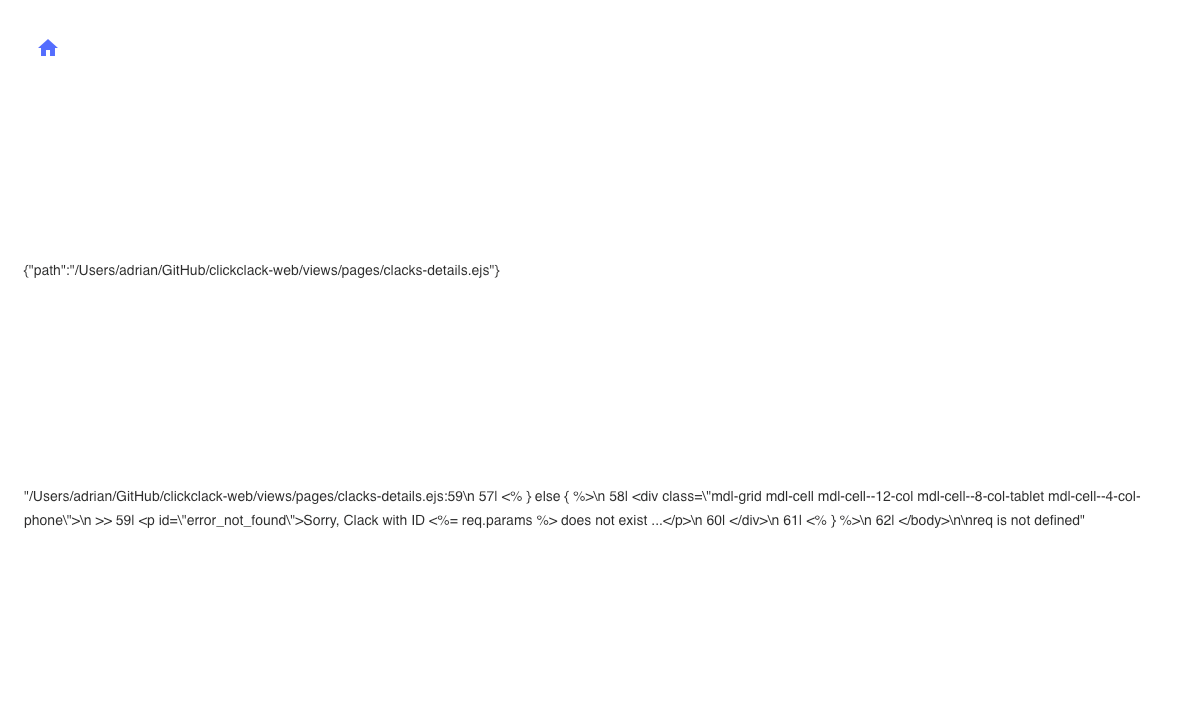 {"path":"/Users/adrian/GitHub/clickclack-web/views/pages/clacks-details.ejs"}
"/Users/adrian/GitHub/clickclack-web/views/pages/clacks-details.ejs:59\n 57| <% } else { %>\n 58| <div class=\"mdl-grid mdl-cell mdl-cell--12-col mdl-cell--8-col-tablet mdl-cell--4-col-
phone\">\n >> 59| <p id=\"error_not_found\">Sorry, Clack with ID <%= req.params %> does not exist ...</p>\n 60| </div>\n 61| <% } %>\n 62| </body>\n\nreq is not defined"